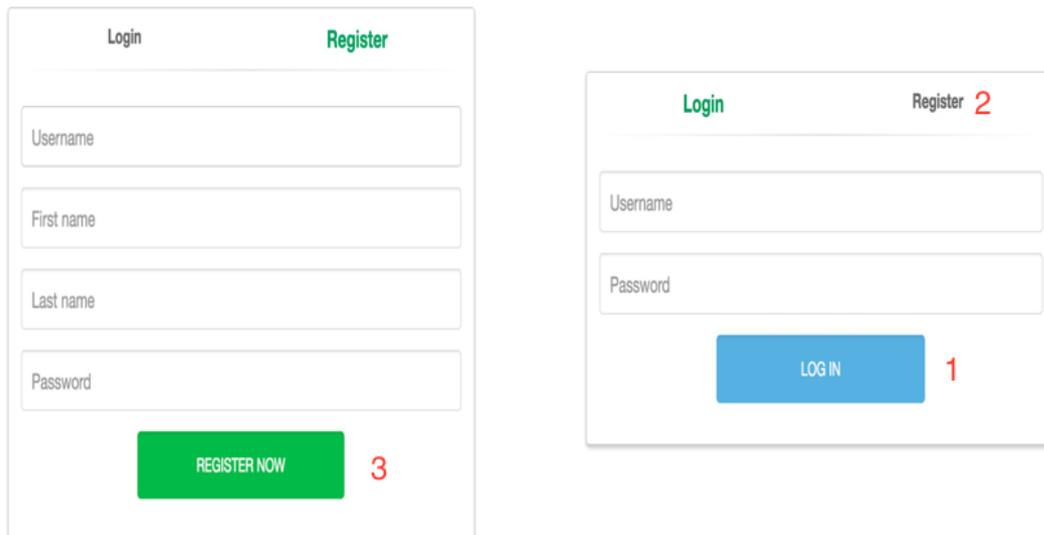 Login Register
Username
First name
Last name
Password
REGISTER NOW 3
Login Register 2
Username
Password
LOG IN 1